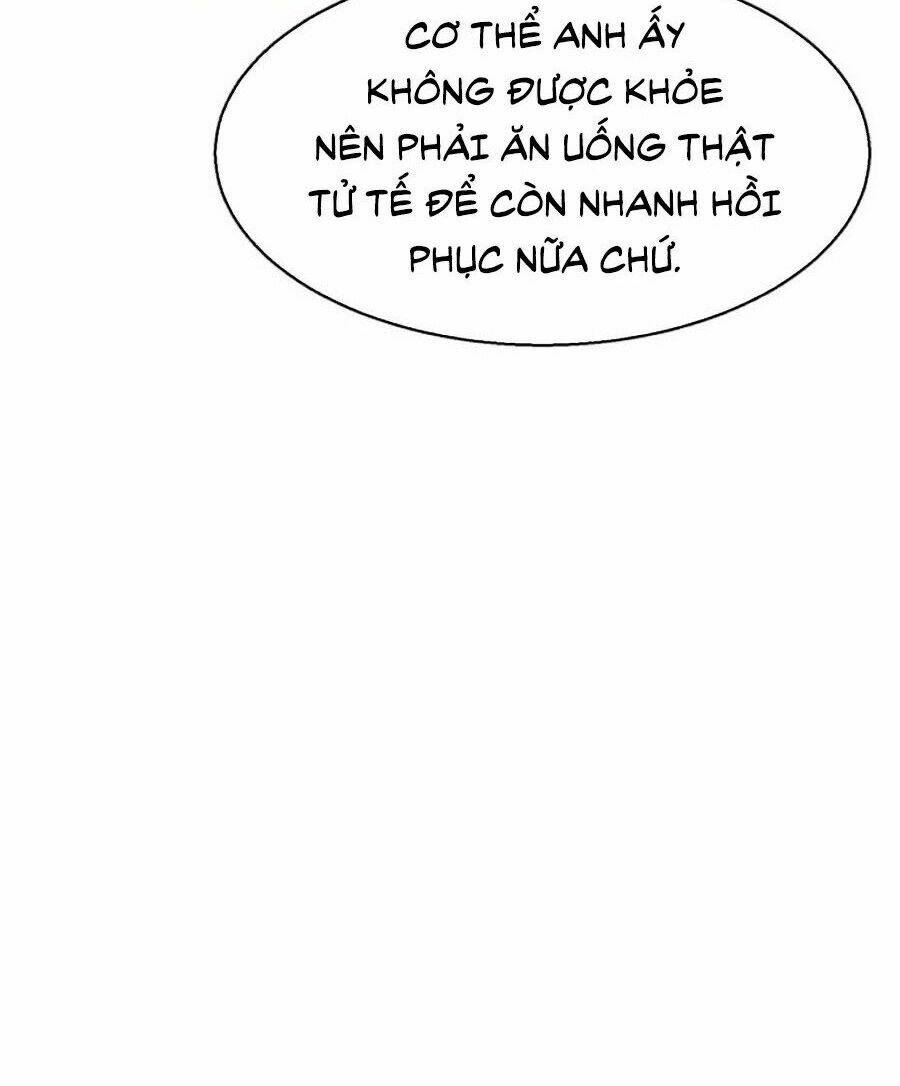 CƠ THỂ ANH ẤY
KHÔNG ĐƯỢC KHỎE
NÊN PHẢI ĂN UỐNG THẬT
TỬ TẾ ĐỂ CÒN NHANH HỒI
PHỤC NỮA CHỨ.